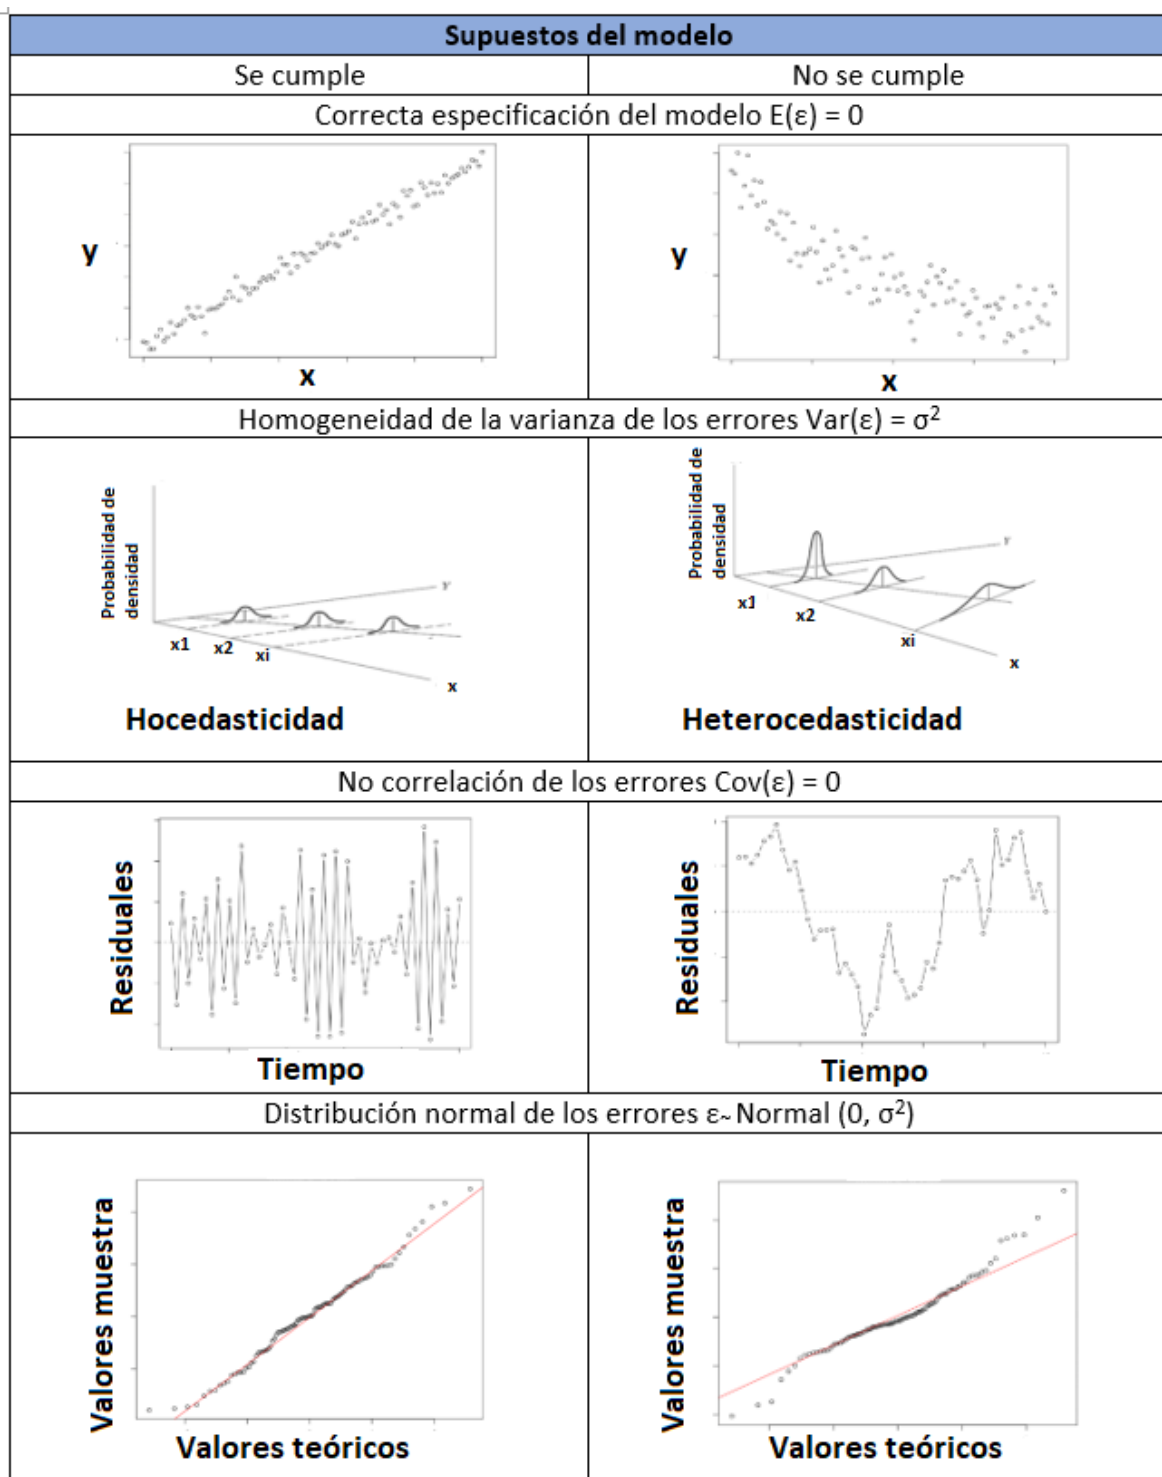 Supuestos del modelo
Se cumple
No se cumple
Correcta especificación del modelo E(ε) = 0
y
x
y
x
Homogeneidad de la varianza de los errores Var(ε) = σ²
Probabilidad de
densidad
x1
x2
xi
y
x
Hocedasticidad
Probabilidad de
densidad
x1
x2
xi
Y
x
Heterocedasticidad
No correlación de los errores Cov(ε) = 0
Residuales
Tiempo
Residuales
Tiempo
Distribución normal de los errores ε~Normal (0, σ²)
Valores muestra
Valores teóricos
Valores muestra
Valores teóricos